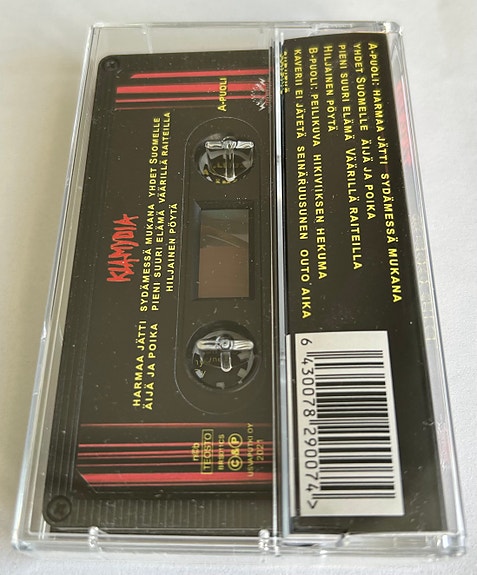 A-PUOLI
KLAMYDIA
HARMAA JÄTTI SYDÄMESSÄ MUKANA YHDET SUOMELLE
ÄIJÄ JA POIKA PIENI SUURI ELÄMÄ VÄÄRILLÄ RAITEILLA
HILJAINEN PÖYTÄ
TEOSTO
C&P
2021
A-PUOLI: HARMAA JÄTTI SYDÄMESSÄ MUKANA
YHDET SUOMELLE ÄIJÄ JA POIKA
PIENI SUURI ELÄMÄ VÄÄRILLÄ RAITEILLA
HILJAINEN PÖYTÄ
B-PUOLI: PEILIKUVA HIKIVIIKSEN HEKUMA
KAVERII EI JÄTETÄ SEINÄRUUSUNEN OUTO AIKA
6 430078 290074>